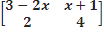 [3 − 2x x + 1
2 4]